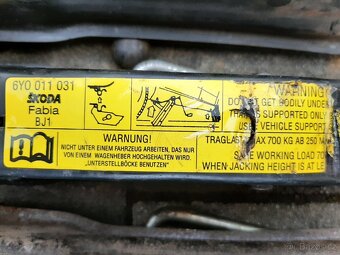 6Y0 011 031
ŠKODA
Fabia
BJ1
WARNUNG!
NICHT UNTER EINEM FAHRZEUG ARBEITEN, DAS NUR
VON EINEM WAGENHEBER HOCHGEHALTEN WIRD.
„UNTERSTELLBÖCKE BENUTZEN"
WARNING!
DO NOT GET BODILY UNDER
SUPPORTED ONLY
USE VEHICLE SUPPORT
TRAGLAST MAX 700 KG AB 250 M
SAFE WORKING LOAD 70
WHEN JACKING HEIGHT IS AT LE